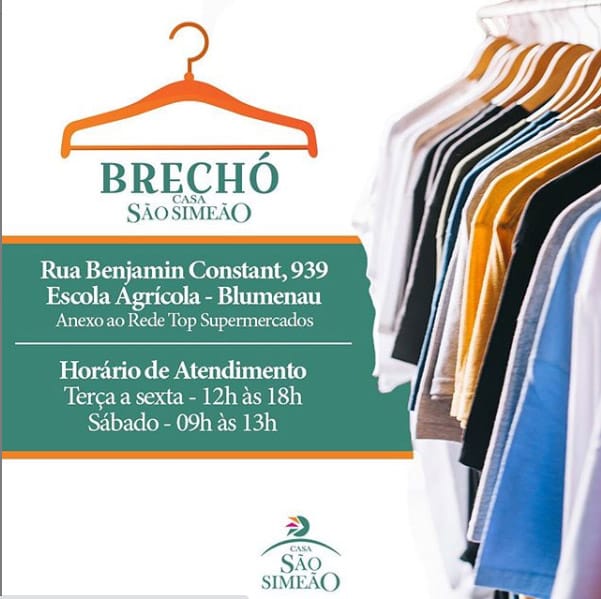 BRECHÓ
CASA
SÃO SIMEÃO
Rua Benjamin Constant, 939
Escola Agrícola - Blumenau
Anexo ao Rede Top Supermercados
Horário de Atendimento
Terça a sexta - 12h às 18h
Sábado - 09h às 13h
CASA
SÃO
SIMEÃO